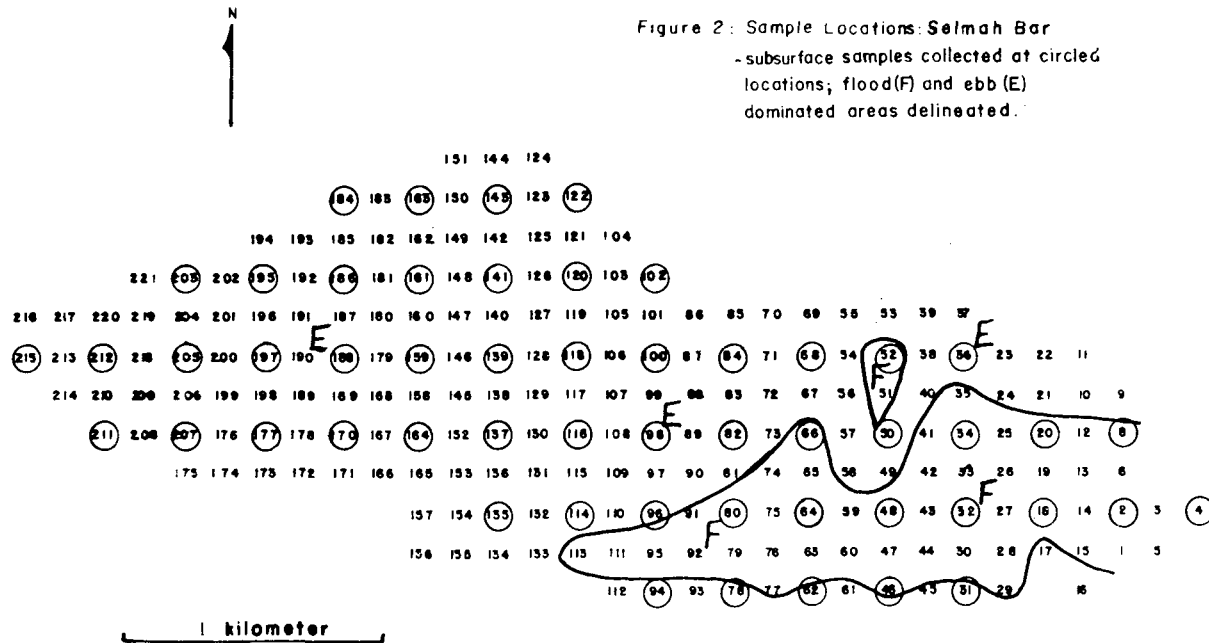 N
Figure 2: Sample Locations: Selmah Bar
- subsurface samples collected at circled
locations; flood(F) and ebb (E)
dominated areas delineated.
151 144 124
184 183 163 150 143 123 122
194 193 185 182 162 149 142 125 121 104
221 203 202 195 192 186 181 161 148 141 126 120 103 102
216 217 220 219 204 201 196 191 187 180 160 147 140 127 119 105 101 86 85 70 69 55 53 39 37
E E
215 213 212 218 205 200 197 190 188 179 159 146 139 128 118 106 100 87 84 71 68 54 52 38 36 23 22 11
F
214 210 209 206 199 198 189 169 168 158 145 138 129 117 107 99 88 83 72 67 56 51 40 35 24 21 10 9
E
211 208 207 176 177 178 170 167 164 152 137 130 116 108 98 89 82 73 66 57 50 41 34 25 20 12 8
175 174 173 172 171 166 165 153 136 131 115 109 97 90 81 74 65 58 49 42 33 26 19 13 6
F
157 154 135 132 114 110 96 91 80 75 64 59 48 43 32 27 18 14 2 3 4
F
156 155 134 133 113 111 95 92 79 76 63 60 47 44 30 28 17 15 1 5
112 94 93 78 77 62 61 46 45 31 29 16
1 kilometer